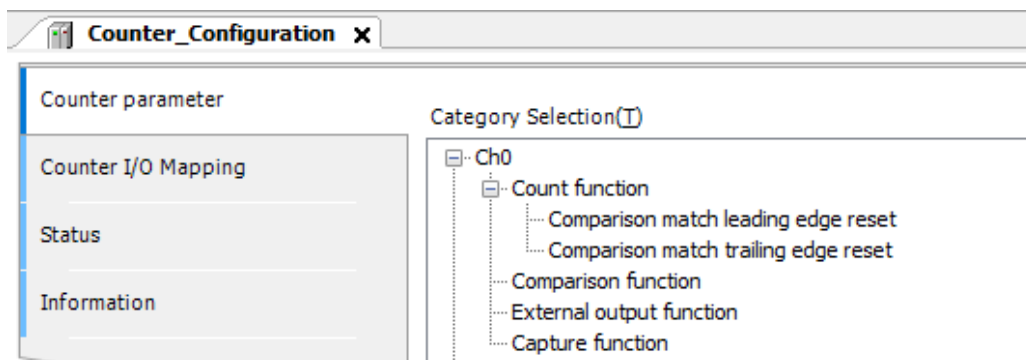 Counter_Configuration x
Counter parameter
Counter I/O Mapping
Status
Information
Category Selection(T)
Ch0
Count function
Comparison match leading edge reset
Comparison match trailing edge reset
Comparison function
External output function
Capture function